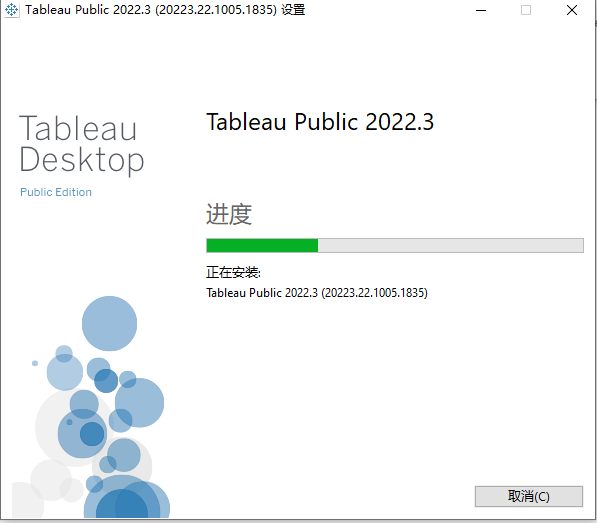 Tableau Public 2022.3 (20223.22.1005.1835) 设置
Tableau
Desktop
Public Edition
Tableau Public 2022.3
进度
正在安装:
Tableau Public 2022.3 (20223.22.1005.1835)
取消(C)